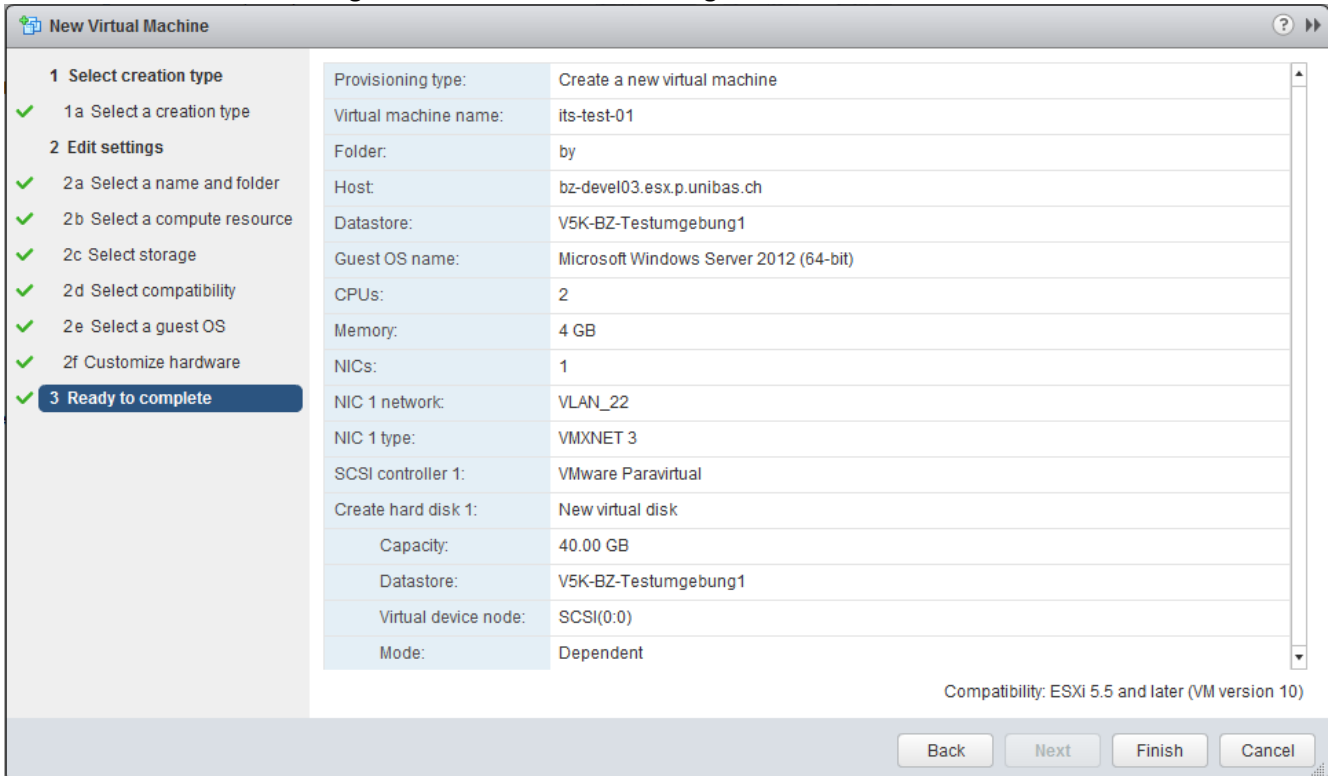 New Virtual Machine
1 Select creation type
1a Select a creation type
2 Edit settings
2a Select a name and folder
2b Select a compute resource
2c Select storage
2d Select compatibility
2e Select a guest OS
2f Customize hardware
3 Ready to complete
Provisioning type: Create a new virtual machine
Virtual machine name: its-test-01
Folder: by
Host: bz-devel03.esx.p.unibas.ch
Datastore: V5K-BZ-Testumgebung1
Guest OS name: Microsoft Windows Server 2012 (64-bit)
CPUs: 2
Memory: 4 GB
NICs: 1
NIC 1 network: VLAN_22
NIC 1 type: VMXNET 3
SCSI controller 1: VMware Paravirtual
Create hard disk 1: New virtual disk
Capacity: 40.00 GB
Datastore: V5K-BZ-Testumgebung1
Virtual device node: SCSI(0:0)
Mode: Dependent
Compatibility: ESXi 5.5 and later (VM version 10)
Back Next Finish Cancel